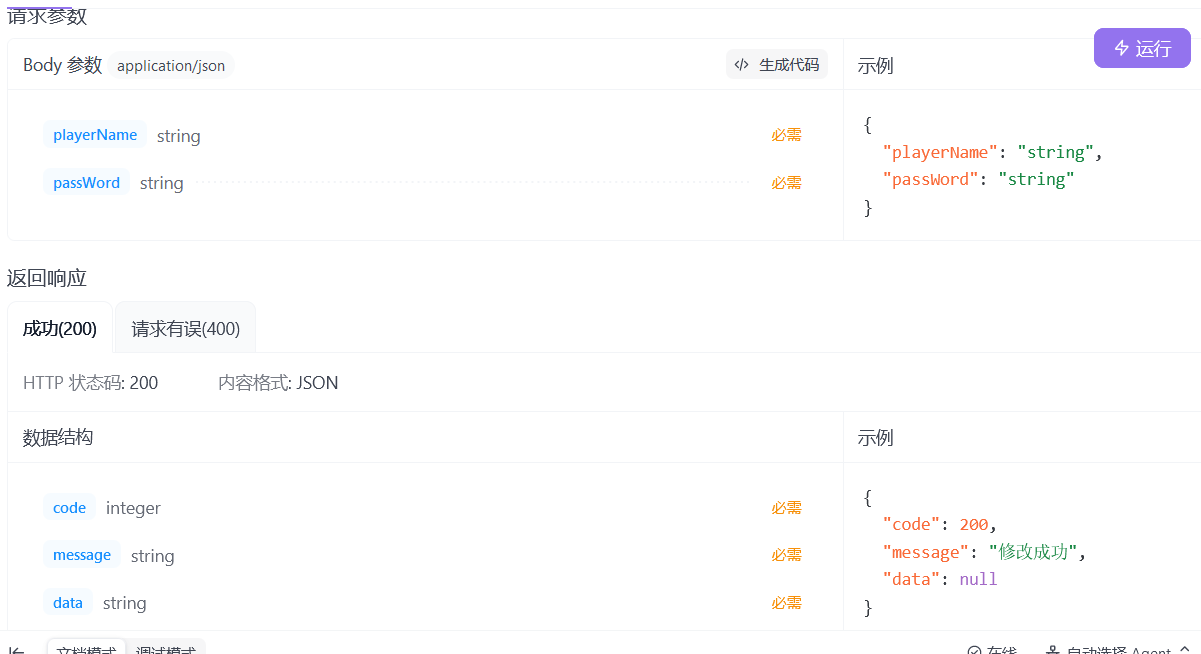 请求参数
Body 参数 application/json </> 生成代码 示例 运行
playerName string 必需
passWord string 必需
{
"playerName": "string",
"passWord": "string"
}
返回响应
成功(200) 请求有误(400)
HTTP 状态码: 200 内容格式: JSON
数据结构 示例
code integer 必需
message string 必需
data string 必需
{
"code": 200,
"message": "修改成功",
"data": null
}
文档模式 调试模式 在线 自动选择 Agent